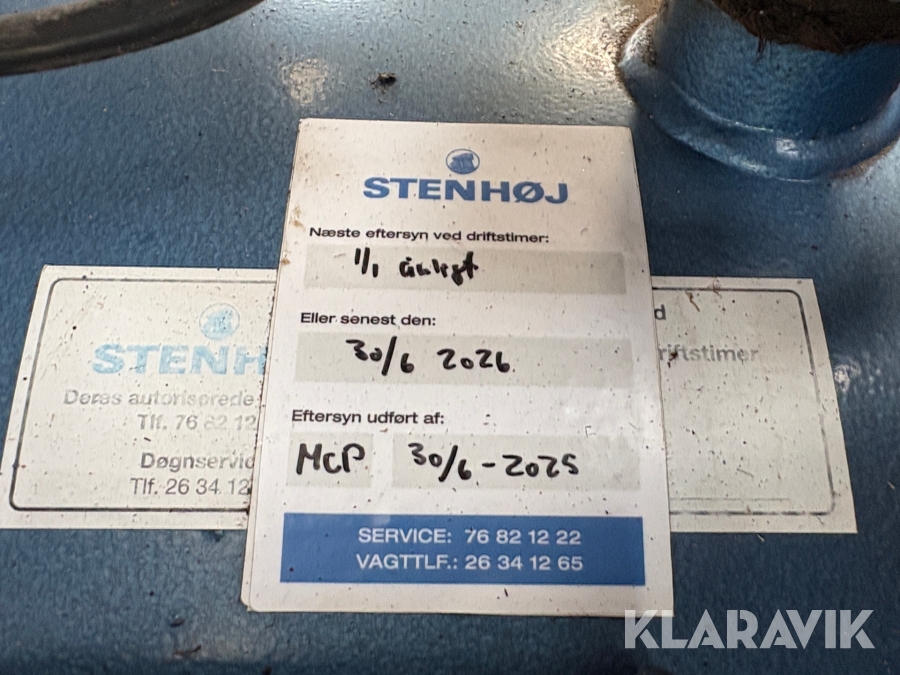 STENHØJ
Næste eftersyn ved driftstimer:
1/1 årligt
Eller senest den:
30/6 2026
Eftersyn udført af:
MCP 30/6-2025
SERVICE: 76 82 12 22
VAGTTLF.: 26 34 12 65
STENH
Deres autoriserede
Tlf. 76 82 12
Døgnservic
Tlf. 26 34 12
d
riftstimer
KLARAVIK